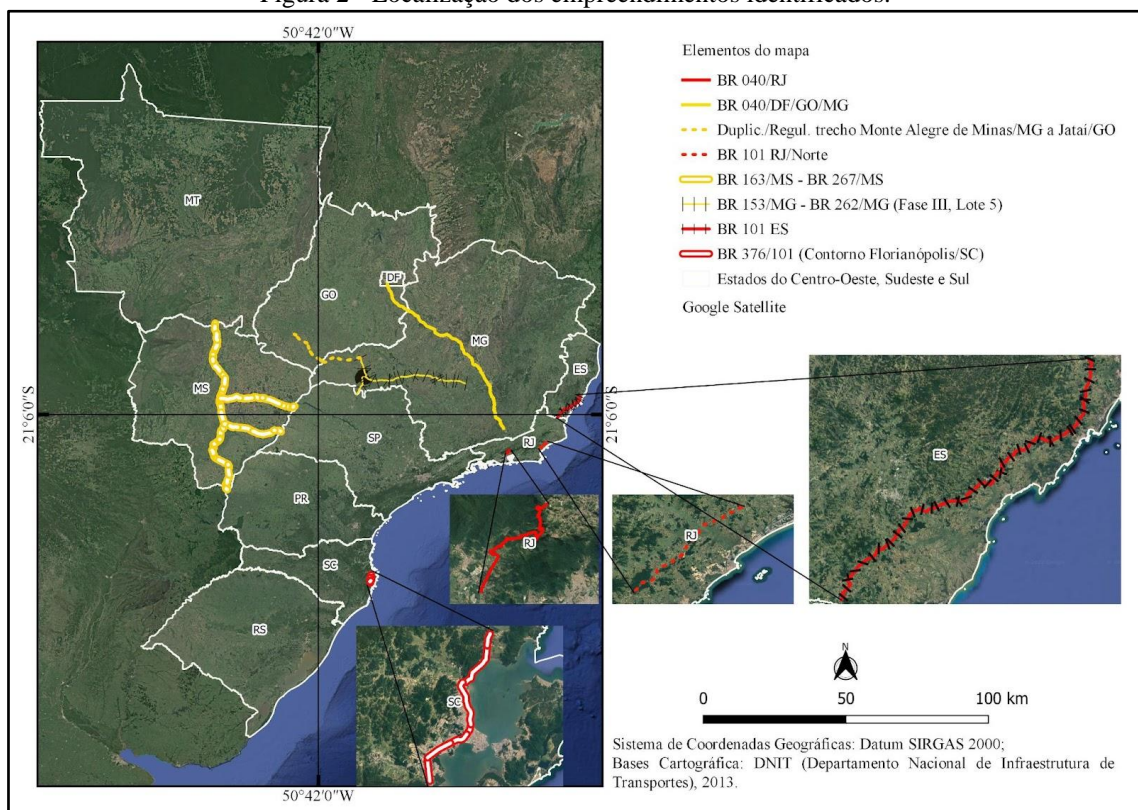 Figura 2 - Localização dos empreendimentos identificados.
50°42'0"W
Elementos do mapa
BR 040/RJ
BR 040/DF/GO/MG
Duplic./Regul. trecho Monte Alegre de Minas/MG a Jataí/GO
BR 101 RJ/Norte
BR 163/MS - BR 267/MS
BR 153/MG - BR 262/MG (Fase III, Lote 5)
BR 101 ES
BR 376/101 (Contorno Florianópolis/SC)
Estados do Centro-Oeste, Sudeste e Sul
Google Satellite
MT
DF
GO
MG
ES
MS
21°6'0"S
21°6'0"S
SP
RJ
PR
SC
RS
RJ
RJ
ES
SC
N
0 50 100 km
Sistema de Coordenadas Geográficas: Datum SIRGAS 2000;
Bases Cartográfica: DNIT (Departamento Nacional de Infraestrutura de
Transportes), 2013.
50°42'0"W